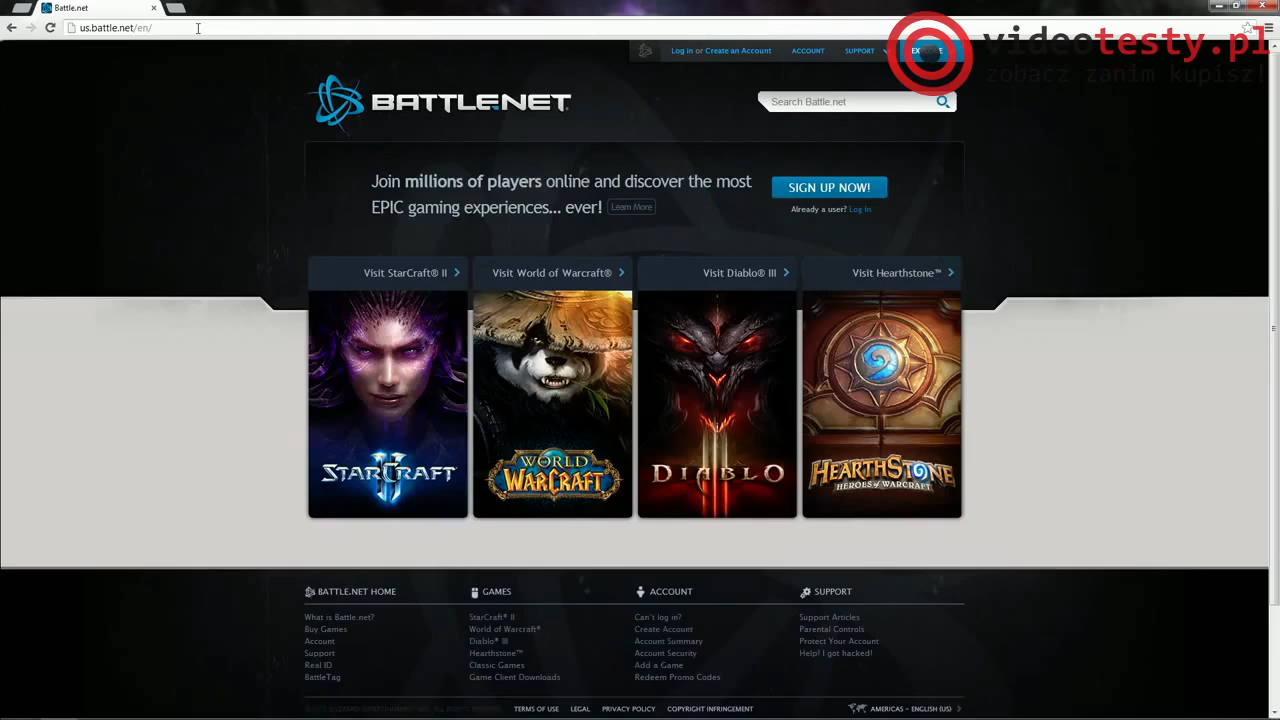 Battle.net
us.battle.net/en/
videotesty.pl
zobacz zanim kupisz!
Log in or Create an Account
ACCOUNT
SUPPORT
BATTLE.NET
Search Battle.net
Join millions of players online and discover the most
EPIC gaming experiences... ever! Learn More
SIGN UP NOW!
Already a user? Log in
Visit StarCraft® II
Visit World of Warcraft®
Visit Diablo® III
Visit Hearthstone™
STARCRAFT II
WORLD OF WARCRAFT
DIABLO III
HEARTHSTONE
HEROES OF WARCRAFT
BATTLE.NET HOME
What is Battle.net?
Buy Games
Account
Support
Real ID
BattleTag
GAMES
StarCraft® II
World of Warcraft®
Diablo® III
Hearthstone™
Classic Games
Game Client Downloads
ACCOUNT
Can't log in?
Create Account
Account Summary
Account Security
Add a Game
Redeem Promo Codes
SUPPORT
Support Articles
Parental Controls
Protect Your Account
Help! I got hacked!
TERMS OF USE
LEGAL
PRIVACY POLICY
COPYRIGHT INFRINGEMENT
AMERICAS - ENGLISH (US)